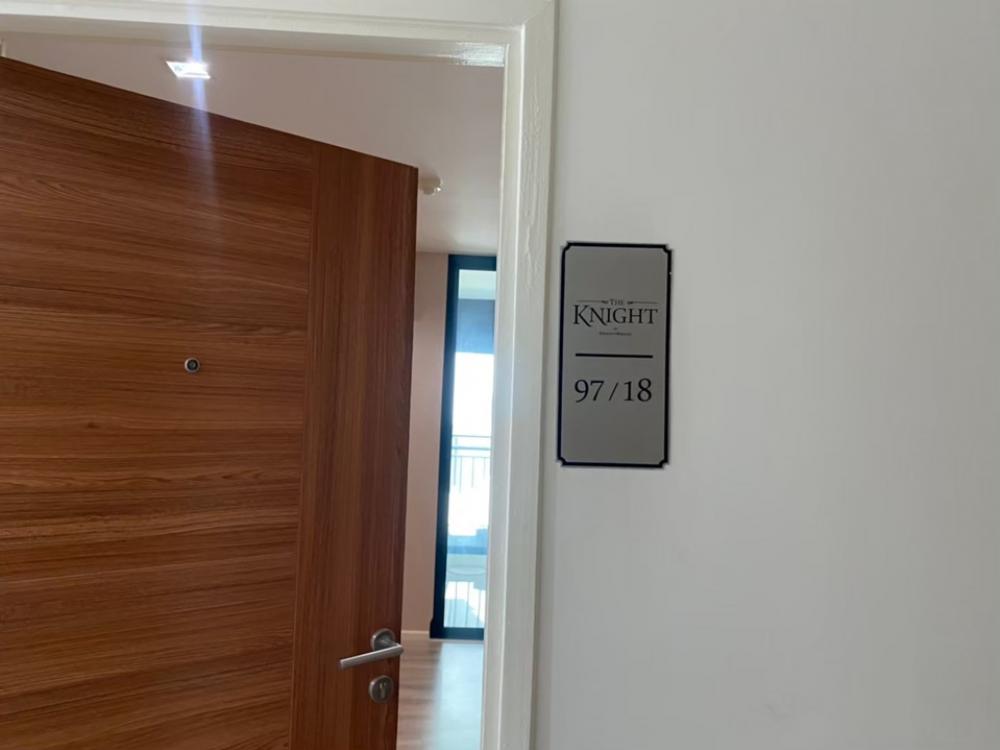 THE
KNIGHT
97/18